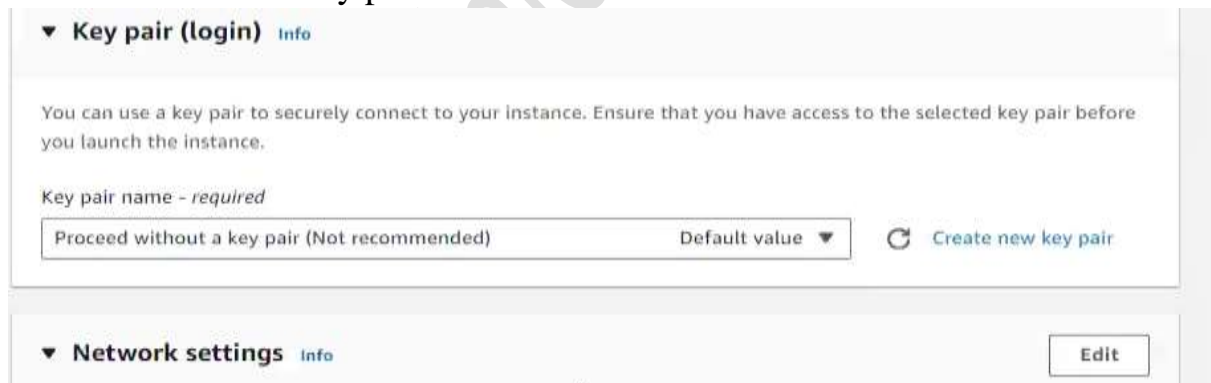 Key pair (login) Info
You can use a key pair to securely connect to your instance. Ensure that you have access to the selected key pair before
you launch the instance.
Key pair name - required
Proceed without a key pair (Not recommended) Default value
Create new key pair
Network settings Info
Edit